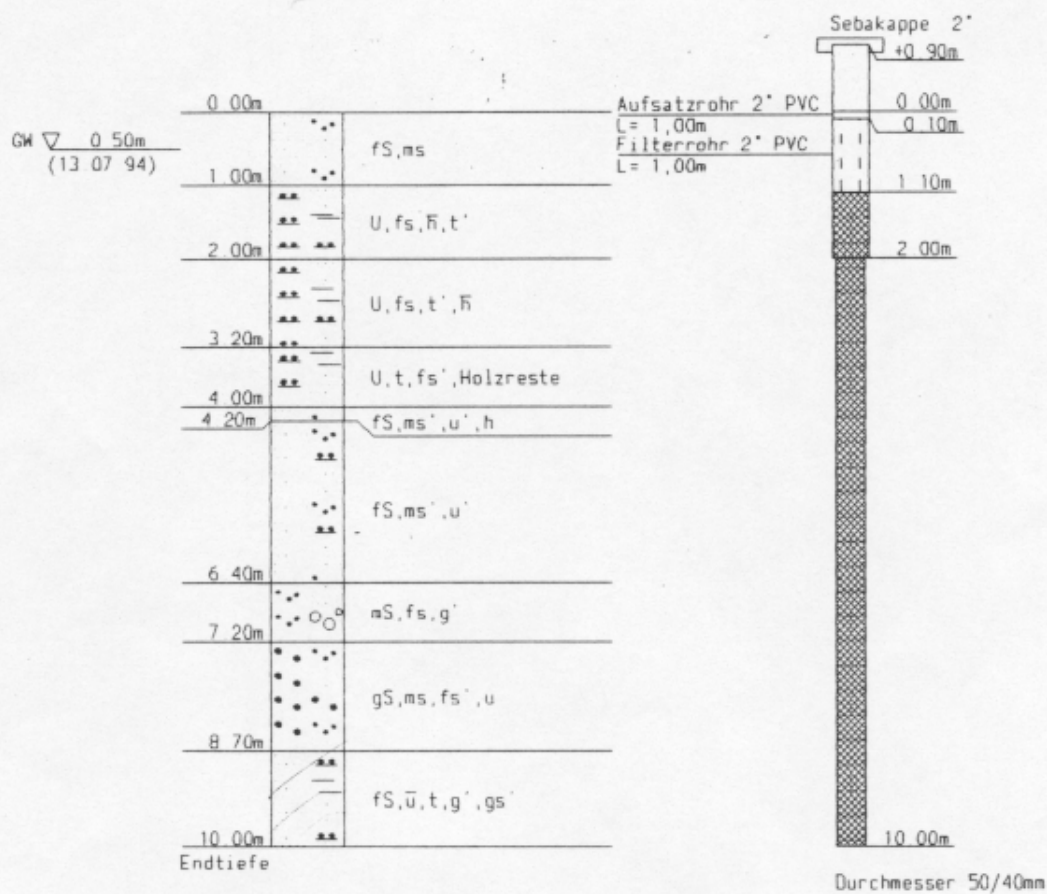 Sebakappe 2"
+0.90m
0.00m
Aufsatzrohr 2" PVC
0.00m
L= 1,00m
0.10m
GW 0.50m
(13.07.94)
fS,ms
Filterrohr 2" PVC
L= 1,00m
1.00m
1.10m
U,fs,h̄,t'
2.00m
2.00m
U,fs,t',h̄
3.20m
U,t,fs',Holzreste
4.00m
4.20m
fS,ms',u',h
fS,ms',u'
6.40m
mS,fs,g'
7.20m
gS,ms,fs',u
8.70m
fS,ū,t,g',gs'
10.00m
10.00m
Endtiefe
Durchmesser 50/40mm